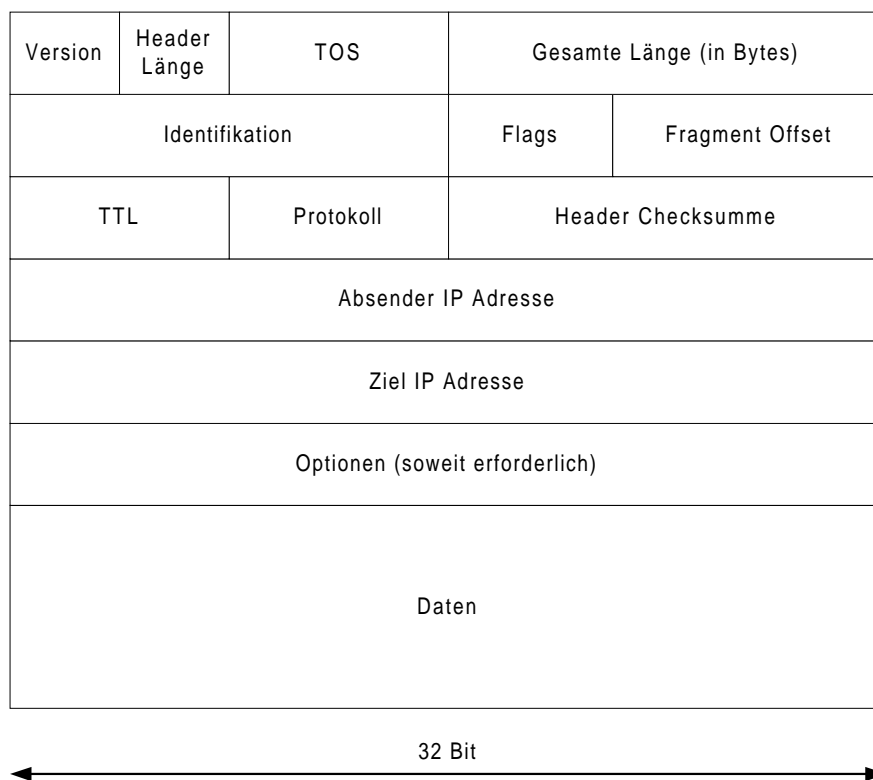 Version
Header
Länge
TOS
Gesamte Länge (in Bytes)
Identifikation
Flags
Fragment Offset
TTL
Protokoll
Header Checksumme
Absender IP Adresse
Ziel IP Adresse
Optionen (soweit erforderlich)
Daten
32 Bit